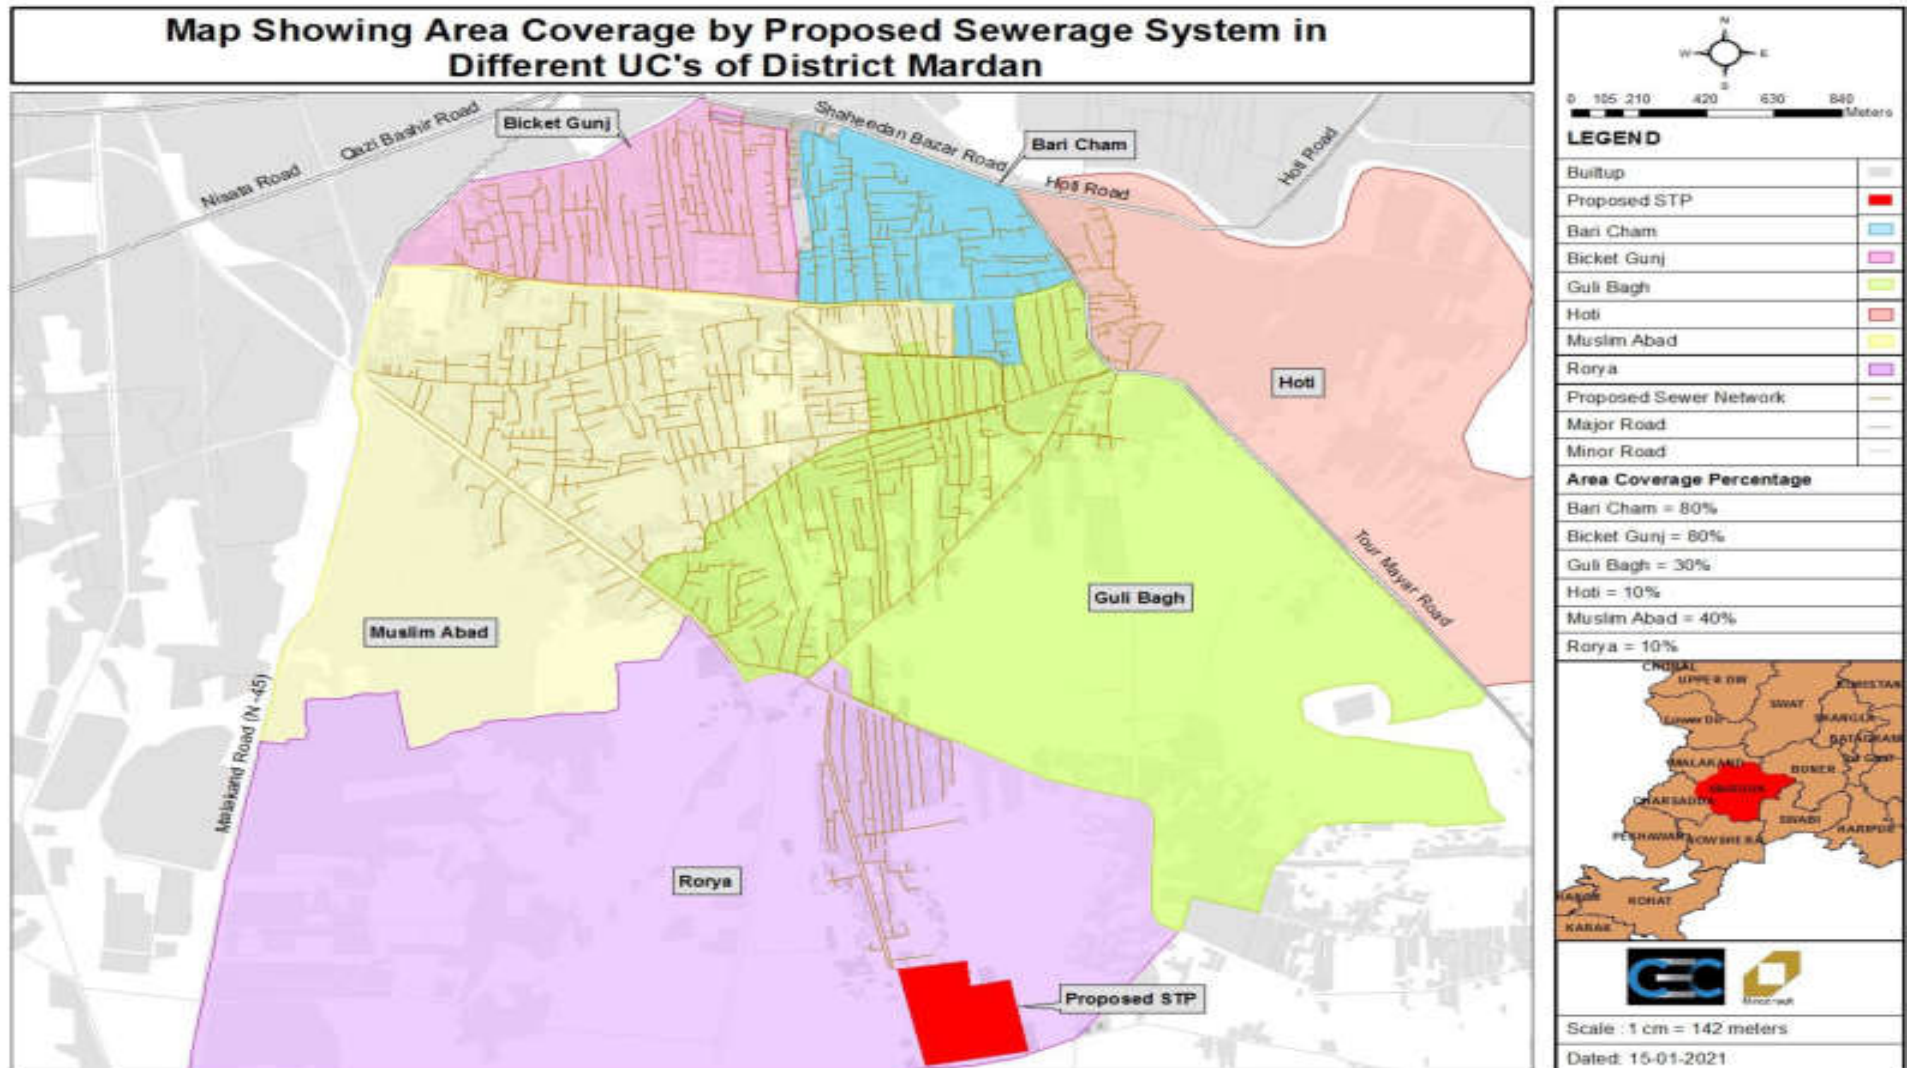 Map Showing Area Coverage by Proposed Sewerage System in
Different UC's of District Mardan
Bicket Gunj
Qazi Bashir Road
Nisata Road
Shaheedan Bazar Road
Bari Cham
Hoti Road
Hoti Road
Hoti
Tour Mayar Road
Guli Bagh
Muslim Abad
Malakand Road (N-45)
Rorya
Proposed STP
N
W
E
S
0 105 210 420 630 840
Meters
LEGEND
Builtup
Proposed STP
Bari Cham
Bicket Gunj
Guli Bagh
Hoti
Muslim Abad
Rorya
Proposed Sewer Network
Major Road
Minor Road
Area Coverage Percentage
Bari Cham = 80%
Bicket Gunj = 80%
Guli Bagh = 30%
Hoti = 10%
Muslim Abad = 40%
Rorya = 10%
UPPER DIR
SWAT
Lower Dir
MALAKAND
BUNER
CHARSADDA
SWABI
HARIPUR
PESHAWAR
NOWSHERA
KOHAT
KARAK
CEC
Scale : 1 cm = 142 meters
Dated: 15-01-2021